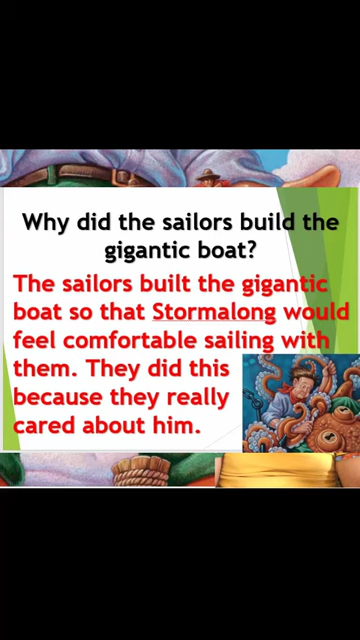 Why did the sailors build the
gigantic boat?
The sailors built the gigantic
boat so that Stormalong would
feel comfortable sailing with
them. They did this
because they really
cared about him.